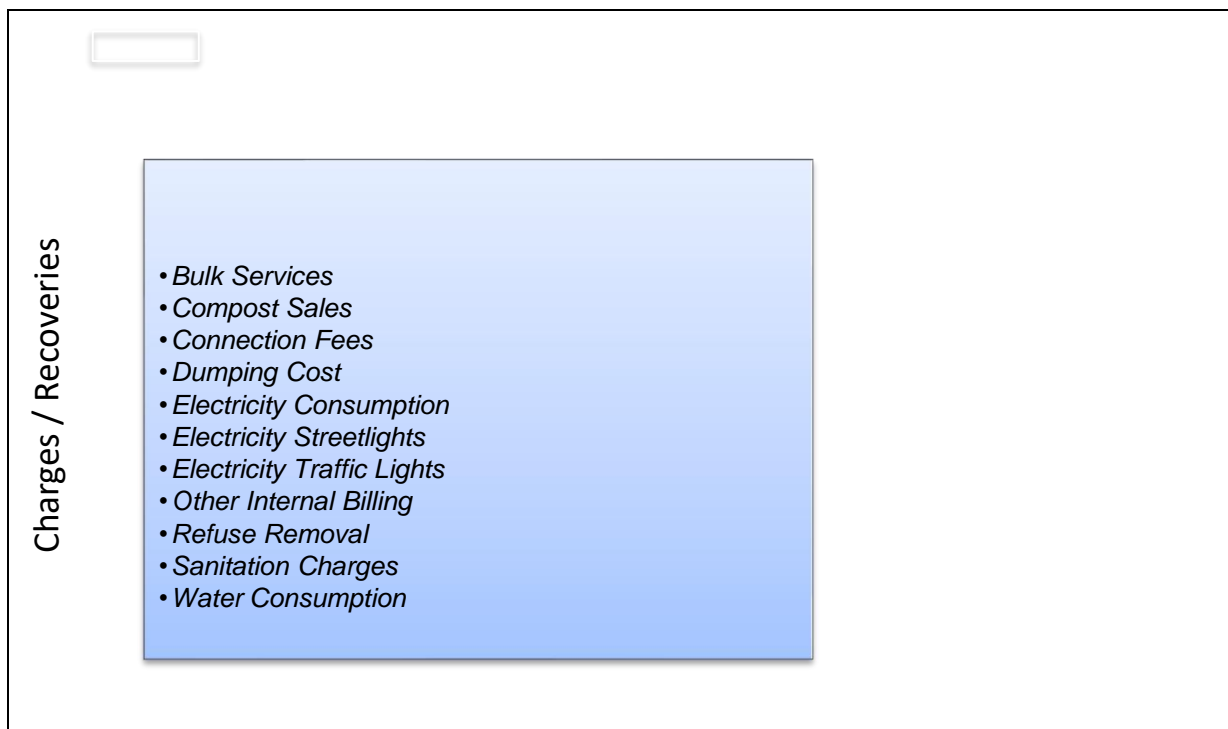 Charges / Recoveries
• Bulk Services
• Compost Sales
• Connection Fees
• Dumping Cost
• Electricity Consumption
• Electricity Streetlights
• Electricity Traffic Lights
• Other Internal Billing
• Refuse Removal
• Sanitation Charges
• Water Consumption